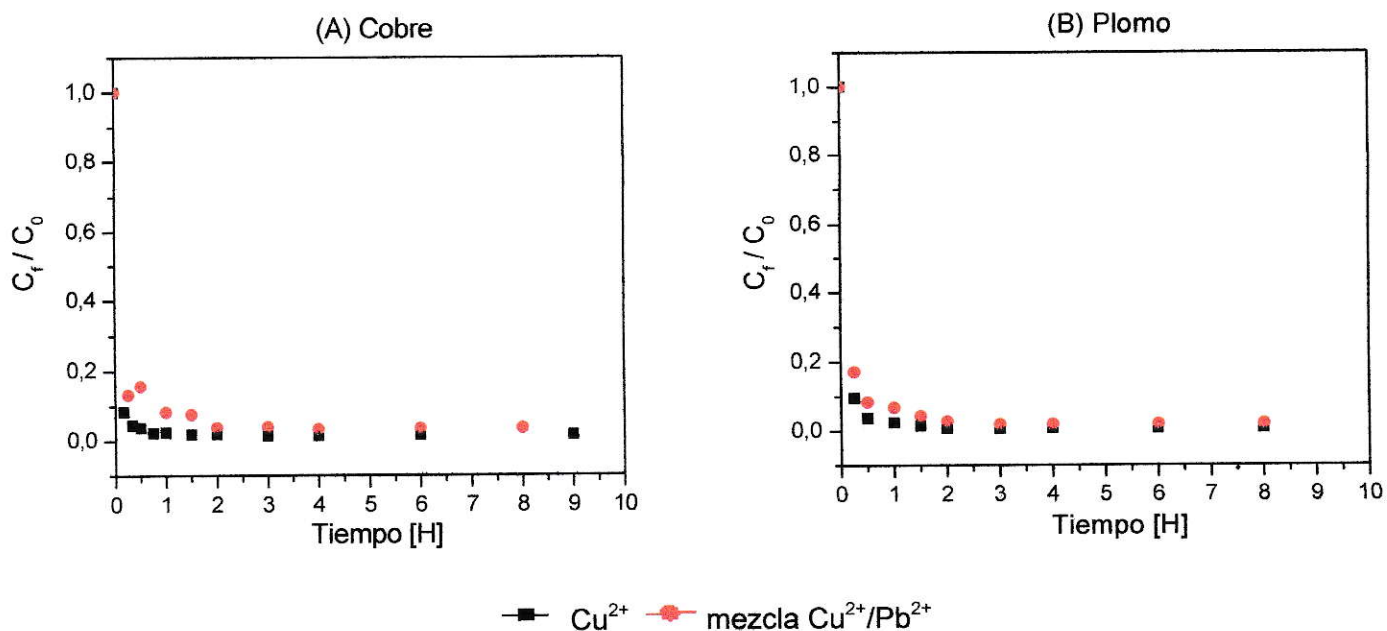 (A) Cobre
(B) Plomo
1,0
0,8
0,6
0,4
0,2
0,0
C_f / C_0
0 1 2 3 4 5 6 7 8 9 10
Tiempo [H]
1,0
0,8
0,6
0,4
0,2
0,0
C_f / C_0
0 1 2 3 4 5 6 7 8 9 10
Tiempo [H]
Cu²⁺ mezcla Cu²⁺/Pb²⁺